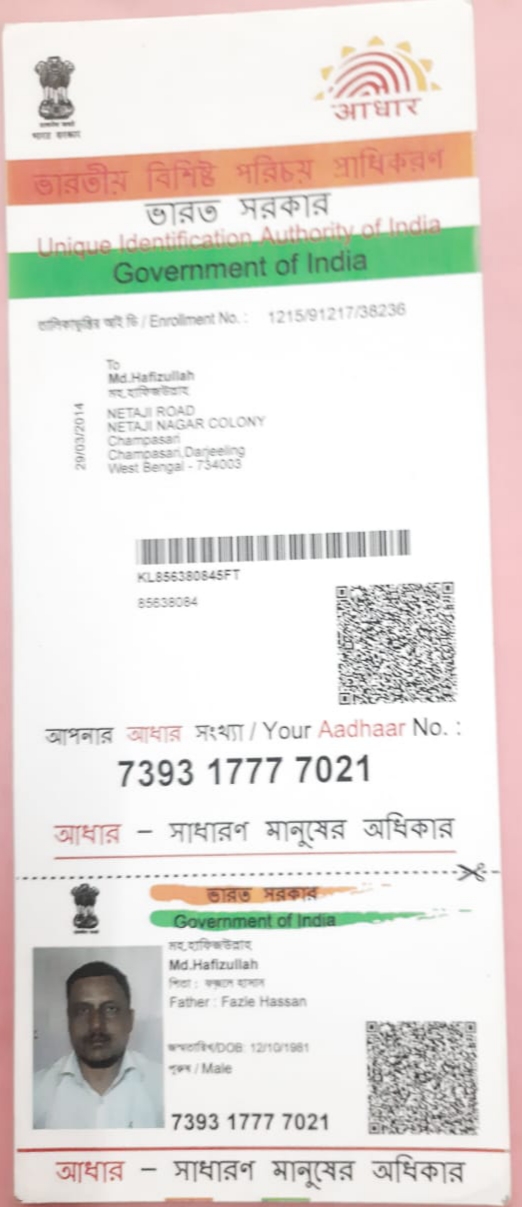 भारत सरकार
आधार
ভারতীয় বিশিষ্ট পরিচয় প্রাধিকরণ
ভারত সরকার
Unique Identification Authority of India
Government of India
তালিকাভুক্তির আই ডি / Enrollment No. : 1215/91217/38236
To
Md.Hafizullah
মহ.হাফিজউল্লাহ
NETAJI ROAD
NETAJI NAGAR COLONY
Champasari
Champasari,Darjeeling
West Bengal - 734003
29/03/2014
KL856380845FT
85638084
আপনার আধার সংখ্যা / Your Aadhaar No. :
7393 1777 7021
আধার – সাধারণ মানুষের অধিকার
ভারত সরকার
Government of India
মহ.হাফিজউল্লাহ
Md.Hafizullah
পিতা : ফজলে হাসান
Father : Fazle Hassan
জন্মতারিখ/DOB: 12/10/1981
পুরুষ / Male
7393 1777 7021
আধার – সাধারণ মানুষের অধিকার